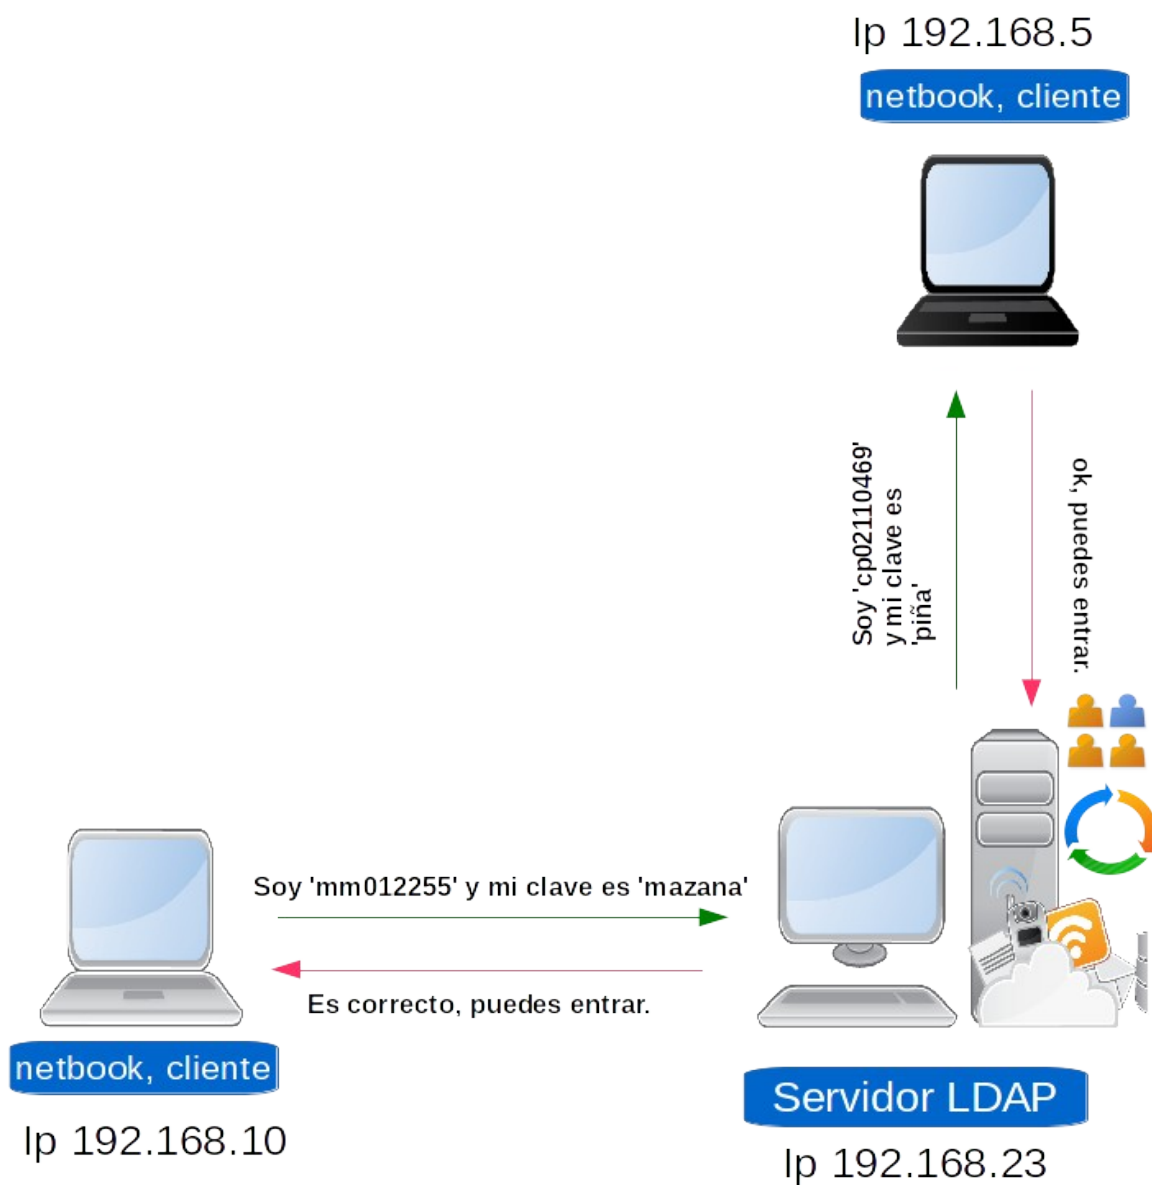 Ip 192.168.5
netbook, cliente
Soy 'cp02110469'
y mi clave es
'piña'
ok, puedes entrar.
Soy 'mm012255' y mi clave es 'mazana'
Es correcto, puedes entrar.
netbook, cliente
Ip 192.168.10
Servidor LDAP
Ip 192.168.23